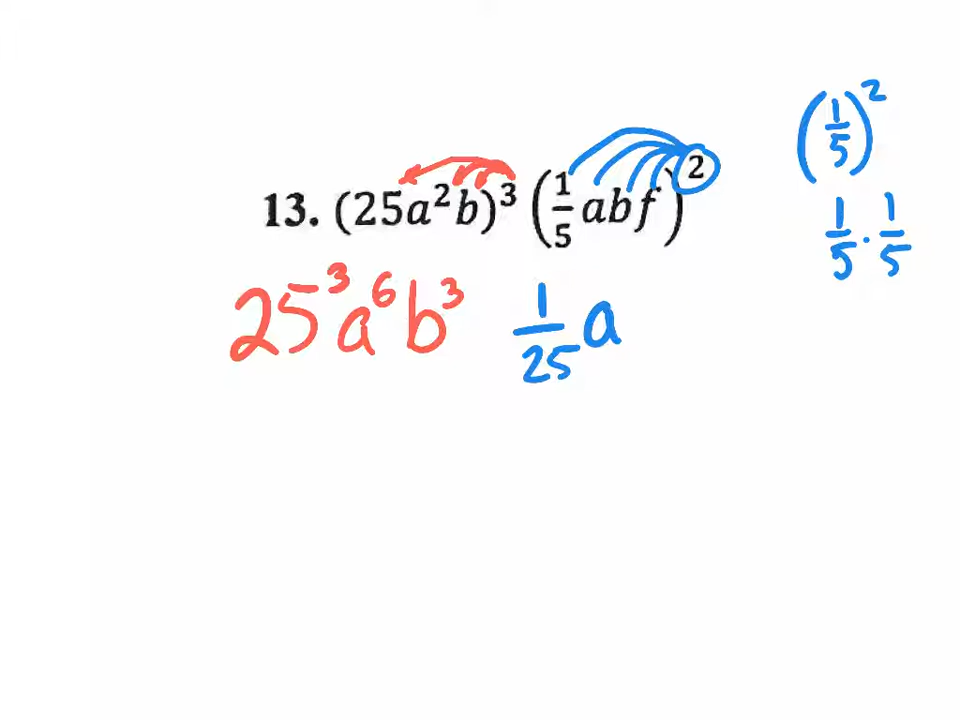 13. (25a²b)³ (1/5 abf)²
25³a⁶b³ 1/25 a
(1/5)²
1/5 · 1/5